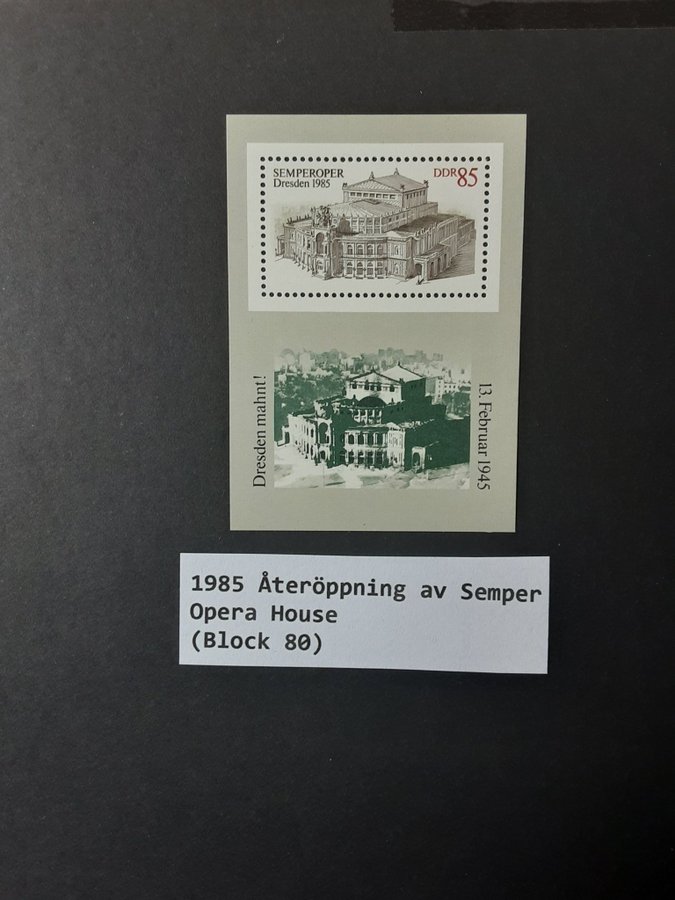 SEMPEROPER
Dresden 1985
DDR 85
Dresden mahnt!
13. Februar 1945
1985 Återöppning av Semper
Opera House
(Block 80)